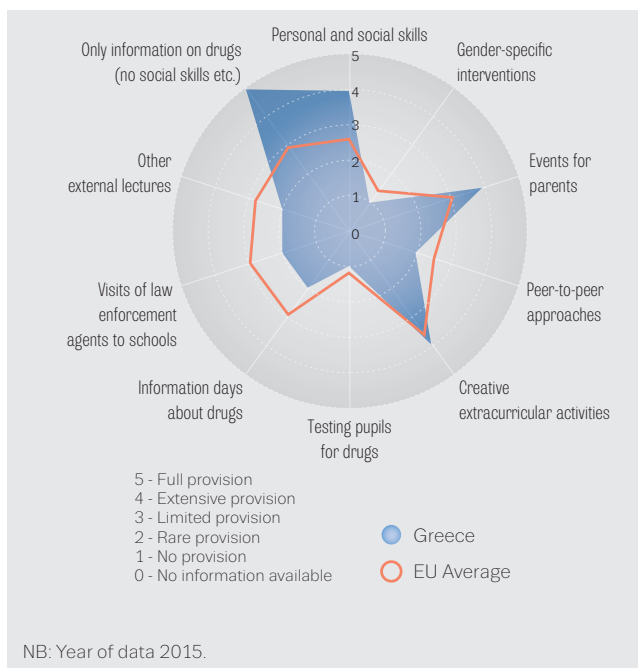 Personal and social skills
Only information on drugs
(no social skills etc.)
Gender-specific
interventions
Other
external lectures
Events for
parents
Visits of law
enforcement
agents to schools
Peer-to-peer
approaches
Information days
about drugs
Testing pupils
for drugs
Creative
extracurricular activities
5
4
3
2
1
0
5 - Full provision
4 - Extensive provision
3 - Limited provision
2 - Rare provision
1 - No provision
0 - No information available
Greece
EU Average
NB: Year of data 2015.